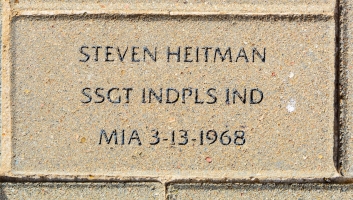 STEVEN HEITMAN
SSGT INDPLS IND
MIA 3-13-1968